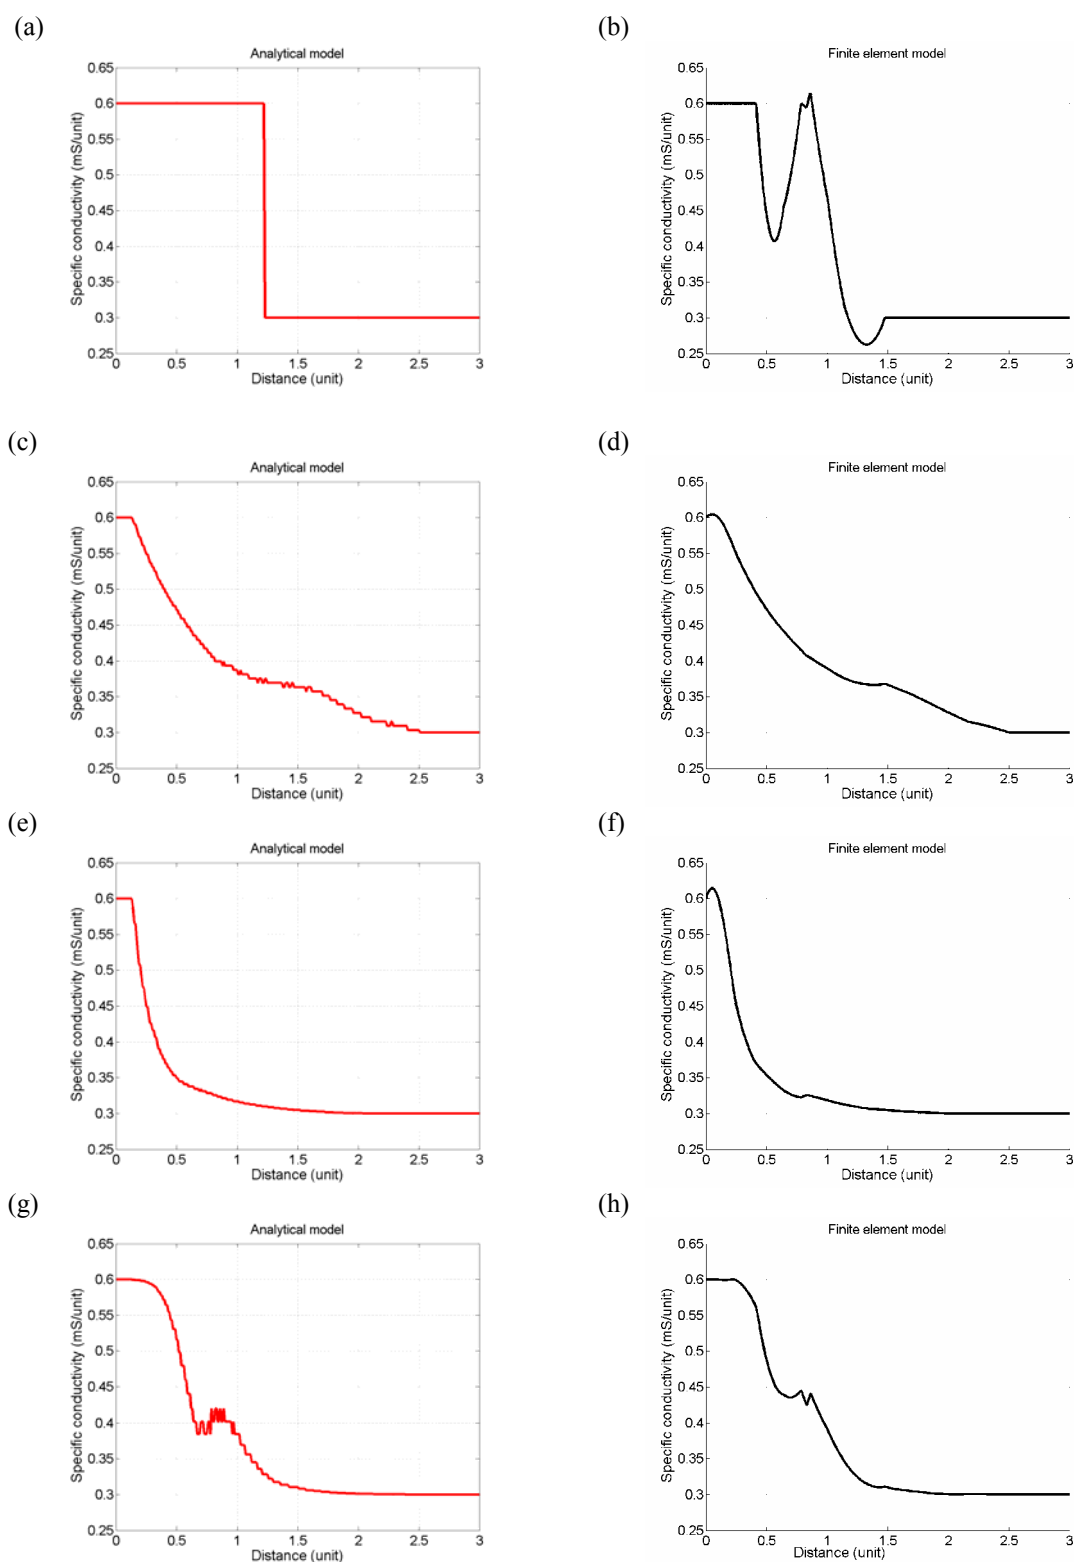 (a)
(b)
Analytical model
Finite element model
Specific conductivity (mS/unit)
0.65
0.6
0.55
0.5
0.45
0.4
0.35
0.3
0.25
0 0.5 1 1.5 2 2.5 3
Distance (unit)
Specific conductivity (mS/unit)
0.65
0.6
0.55
0.5
0.45
0.4
0.35
0.3
0.25
0 0.5 1 1.5 2 2.5 3
Distance (unit)
(c)
(d)
Analytical model
Finite element model
Specific conductivity (mS/unit)
0.65
0.6
0.55
0.5
0.45
0.4
0.35
0.3
0.25
0 0.5 1 1.5 2 2.5 3
Distance (unit)
Specific conductivity (mS/unit)
0.65
0.6
0.55
0.5
0.45
0.4
0.35
0.3
0.25
0 0.5 1 1.5 2 2.5 3
Distance (unit)
(e)
(f)
Analytical model
Finite element model
Specific conductivity (mS/unit)
0.65
0.6
0.55
0.5
0.45
0.4
0.35
0.3
0.25
0 0.5 1 1.5 2 2.5 3
Distance (unit)
Specific conductivity (mS/unit)
0.65
0.6
0.55
0.5
0.45
0.4
0.35
0.3
0.25
0 0.5 1 1.5 2 2.5 3
Distance (unit)
(g)
(h)
Analytical model
Finite element model
Specific conductivity (mS/unit)
0.65
0.6
0.55
0.5
0.45
0.4
0.35
0.3
0.25
0 0.5 1 1.5 2 2.5 3
Distance (unit)
Specific conductivity (mS/unit)
0.65
0.6
0.55
0.5
0.45
0.4
0.35
0.3
0.25
0 0.5 1 1.5 2 2.5 3
Distance (unit)